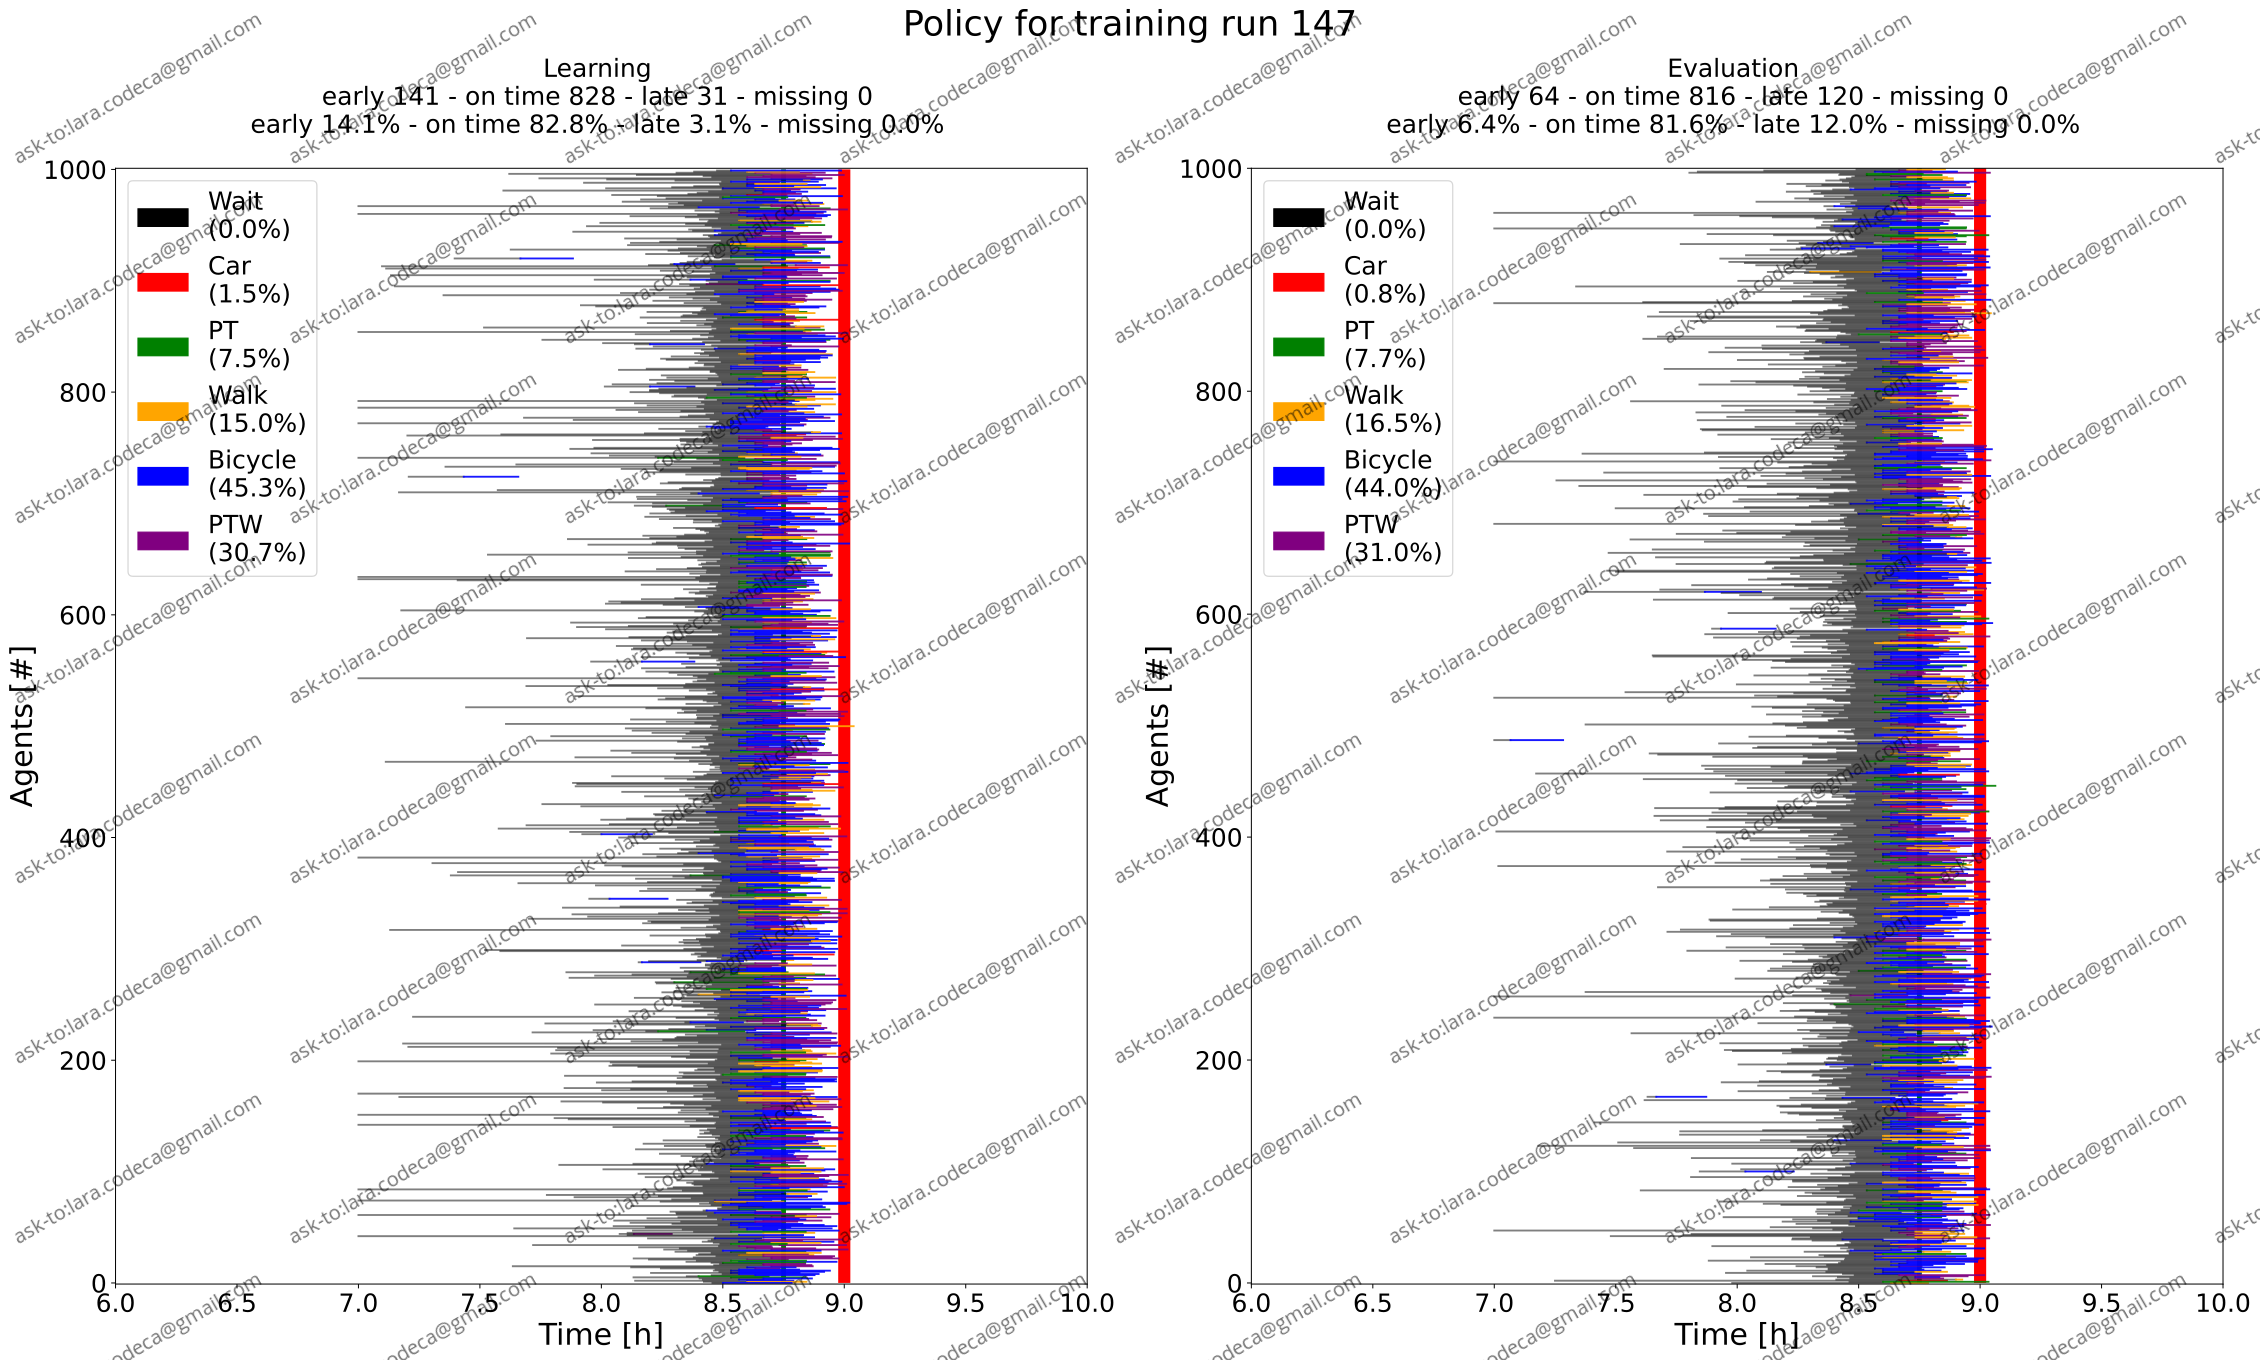 Policy for training run 147
Learning
early 141 - on time 828 - late 31 - missing 0
early 14.1% - on time 82.8% - late 3.1% - missing 0.0%
Agents [#]
1000
800
600
400
200
0
Wait
(0.0%)
Car
(1.5%)
PT
(7.5%)
Walk
(15.0%)
Bicycle
(45.3%)
PTW
(30.7%)
6.0 6.5 7.0 7.5 8.0 8.5 9.0 9.5 10.0
Time [h]
Evaluation
early 64 - on time 816 - late 120 - missing 0
early 6.4% - on time 81.6% - late 12.0% - missing 0.0%
Agents [#]
1000
800
600
400
200
0
Wait
(0.0%)
Car
(0.8%)
PT
(7.7%)
Walk
(16.5%)
Bicycle
(44.0%)
PTW
(31.0%)
6.0 6.5 7.0 7.5 8.0 8.5 9.0 9.5 10.0
Time [h]
ask-to:lara.codeca@gmail.com